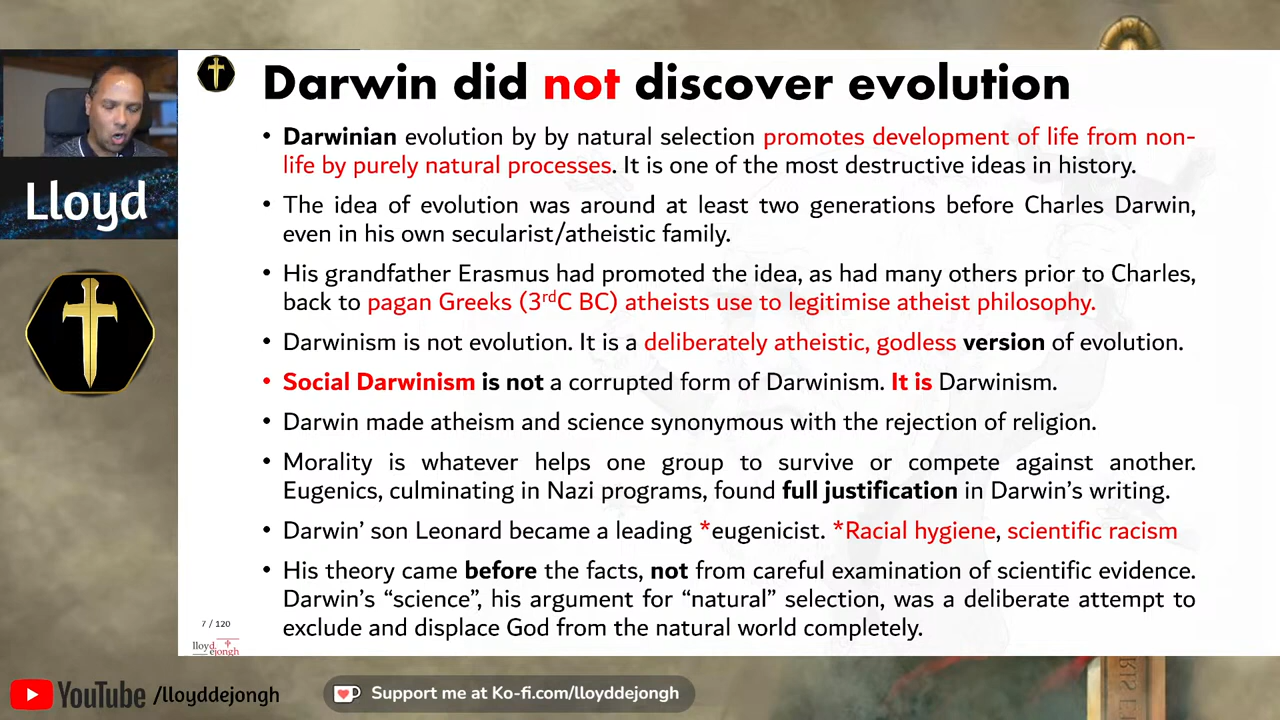 Darwin did not discover evolution
• Darwinian evolution by by natural selection promotes development of life from non-
life by purely natural processes. It is one of the most destructive ideas in history.
• The idea of evolution was around at least two generations before Charles Darwin,
even in his own secularist/atheistic family.
• His grandfather Erasmus had promoted the idea, as had many others prior to Charles,
back to pagan Greeks (3rdC BC) atheists use to legitimise atheist philosophy.
• Darwinism is not evolution. It is a deliberately atheistic, godless version of evolution.
• Social Darwinism is not a corrupted form of Darwinism. It is Darwinism.
• Darwin made atheism and science synonymous with the rejection of religion.
• Morality is whatever helps one group to survive or compete against another.
Eugenics, culminating in Nazi programs, found full justification in Darwin's writing.
• Darwin' son Leonard became a leading *eugenicist. *Racial hygiene, scientific racism
• His theory came before the facts, not from careful examination of scientific evidence.
Darwin's “science”, his argument for “natural” selection, was a deliberate attempt to
exclude and displace God from the natural world completely.
Lloyd
7 / 120
lloyd
dejongh
YouTube /lloyddejongh
Support me at Ko-fi.com/lloyddejongh